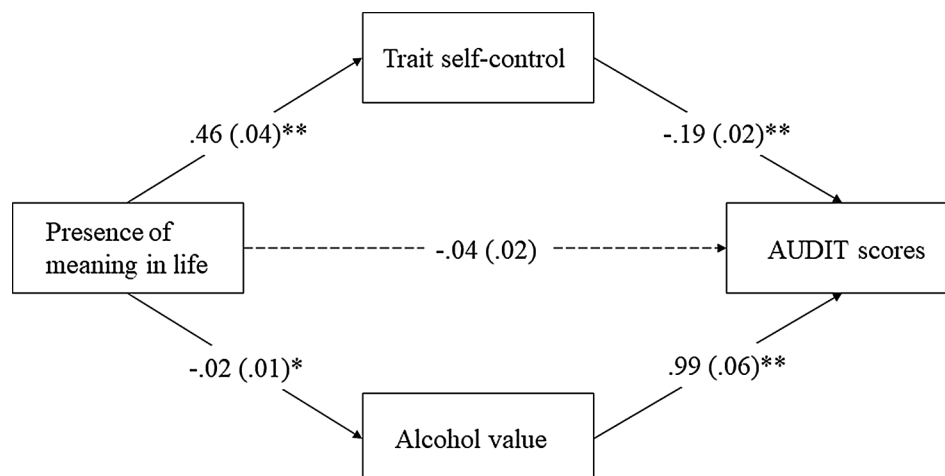 Trait self-control
.46 (.04)**
-.19 (.02)**
Presence of
meaning in life
-.04 (.02)
AUDIT scores
-.02 (.01)*
.99 (.06)**
Alcohol value